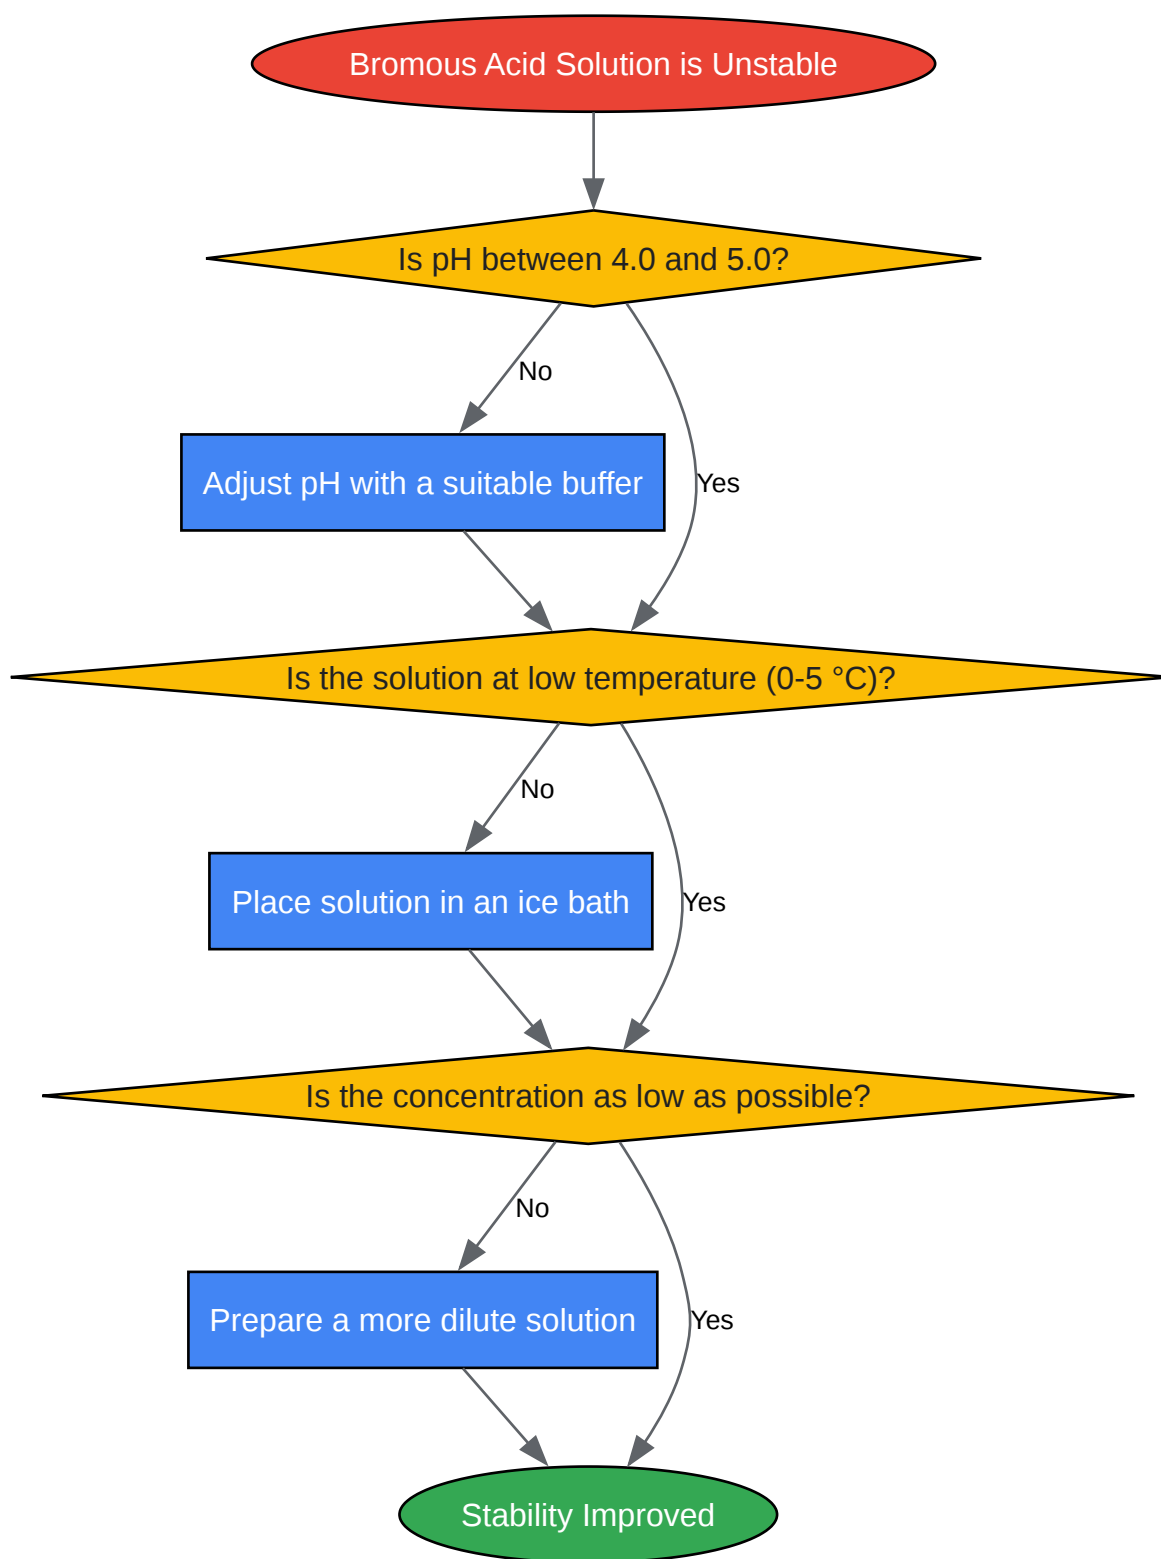 Bromous Acid Solution is Unstable
Is pH between 4.0 and 5.0?
No
Adjust pH with a suitable buffer
Yes
Is the solution at low temperature (0-5 °C)?
No
Place solution in an ice bath
Yes
Is the concentration as low as possible?
No
Prepare a more dilute solution
Yes
Stability Improved